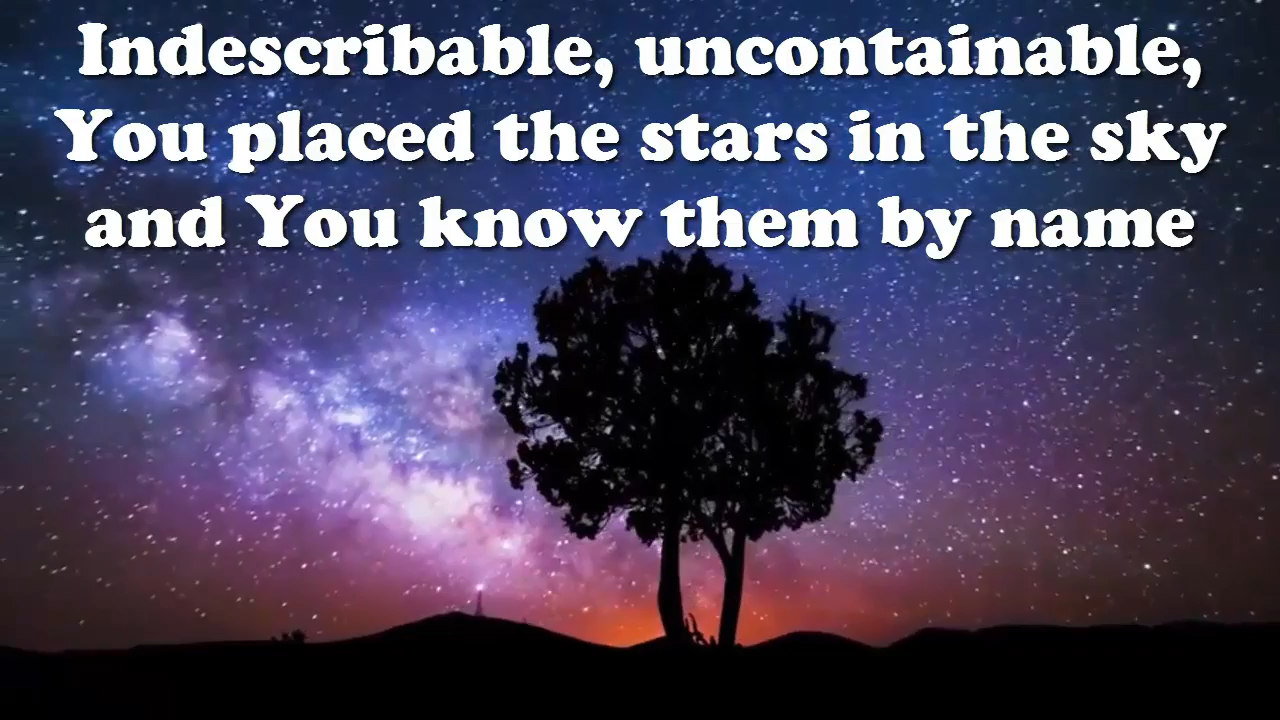 Indescribable, uncontainable,
You placed the stars in the sky
and You know them by name